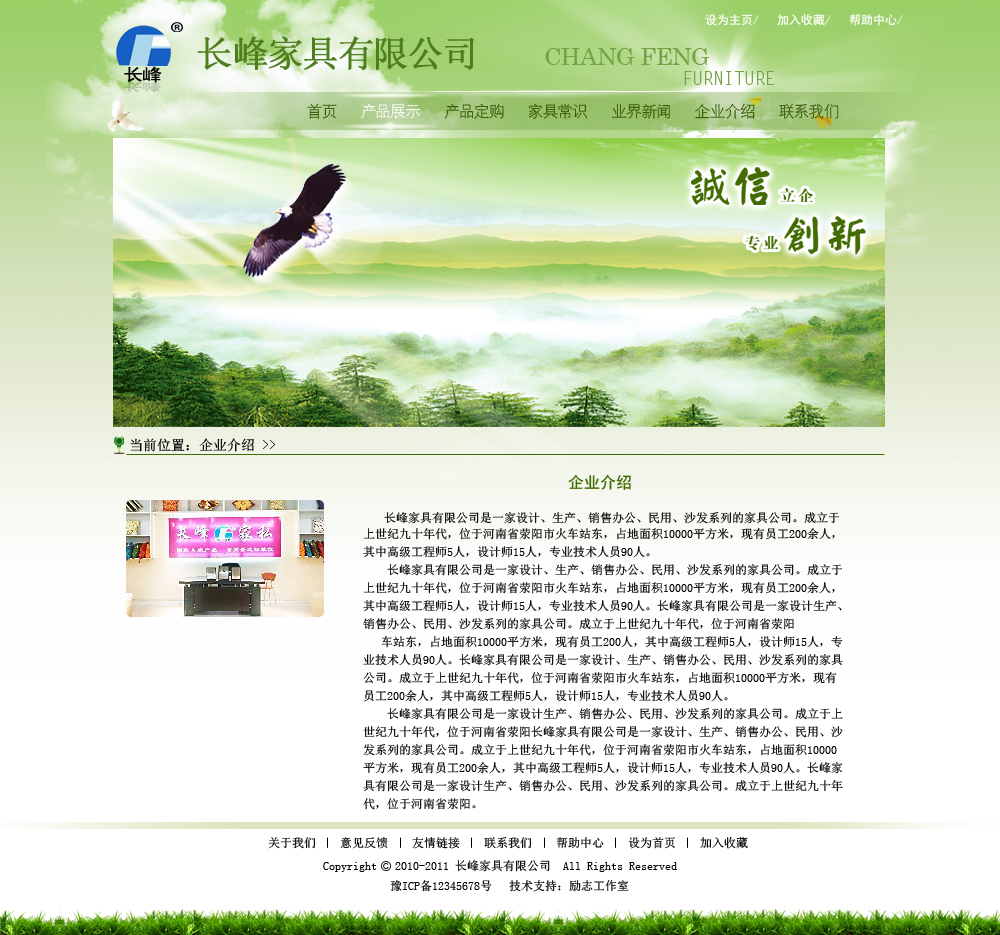 设为主页/ 加入收藏/ 帮助中心/
®
长峰
长峰家具有限公司
CHANG FENG
FURNITURE
首页 产品展示 产品定购 家具常识 业界新闻 企业介绍 联系我们
誠信 立企
专业 創新
当前位置：企业介绍 >>
企业介绍
长峰家具有限公司是一家设计、生产、销售办公、民用、沙发系列的家具公司。成立于
上世纪九十年代，位于河南省荥阳市火车站东，占地面积10000平方米，现有员工200余人，
其中高级工程师5人，设计师15人，专业技术人员90人。
长峰家具有限公司是一家设计、生产、销售办公、民用、沙发系列的家具公司。成立于
上世纪九十年代，位于河南省荥阳市火车站东，占地面积10000平方米，现有员工200余人，
其中高级工程师5人，设计师15人，专业技术人员90人。长峰家具有限公司是一家设计生产、
销售办公、民用、沙发系列的家具公司。成立于上世纪九十年代，位于河南省荥阳
车站东，占地面积10000平方米，现有员工200人，其中高级工程师5人，设计师15人，专
业技术人员90人。长峰家具有限公司是一家设计、生产、销售办公、民用、沙发系列的家具
公司。成立于上世纪九十年代，位于河南省荥阳市火车站东，占地面积10000平方米，现有
员工200余人，其中高级工程师5人，设计师15人，专业技术人员90人。
长峰家具有限公司是一家设计生产、销售办公、民用、沙发系列的家具公司。成立于上
世纪九十年代，位于河南省荥阳长峰家具有限公司是一家设计、生产、销售办公、民用、沙
发系列的家具公司。成立于上世纪九十年代，位于河南省荥阳市火车站东，占地面积10000
平方米，现有员工200余人，其中高级工程师5人，设计师15人，专业技术人员90人。长峰家
具有限公司是一家设计生产、销售办公、民用、沙发系列的家具公司。成立于上世纪九十年
代，位于河南省荥阳。
长峰 家松
关于我们 | 意见反馈 | 友情链接 | 联系我们 | 帮助中心 | 设为首页 | 加入收藏
Copyright © 2010-2011 长峰家具有限公司 All Rights Reserved
豫ICP备12345678号 技术支持：励志工作室